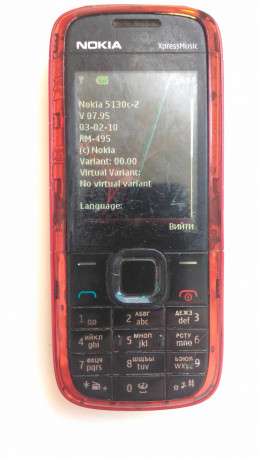 NOKIA XpressMusic
Nokia 5130c-2
V 07.95
03-02-10
RM-495
(c) Nokia
Variant: 00.00
Virtual Variant:
No virtual variant
Language:
Выйти
1 2 АБВГ abc ДЕЖЗ def 3
4 ИЙКЛ ghi 5 МНОП jkl РСТУ mno 6
7 ФХЦЧ pqrs 8 ШЩЪЫ tuv ЬЭЮЯ wxyz 9
* 0 #